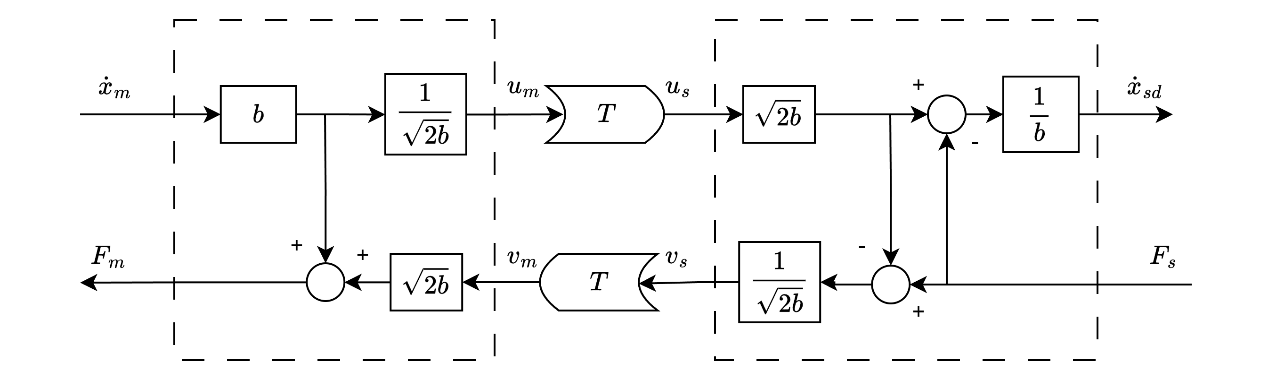 ẋ_m
b
1/√2b
u_m
T
u_s
√2b
+
-
1/b
ẋ_sd
F_m
+
+
√2b
v_m
T
v_s
1/√2b
-
+
F_s